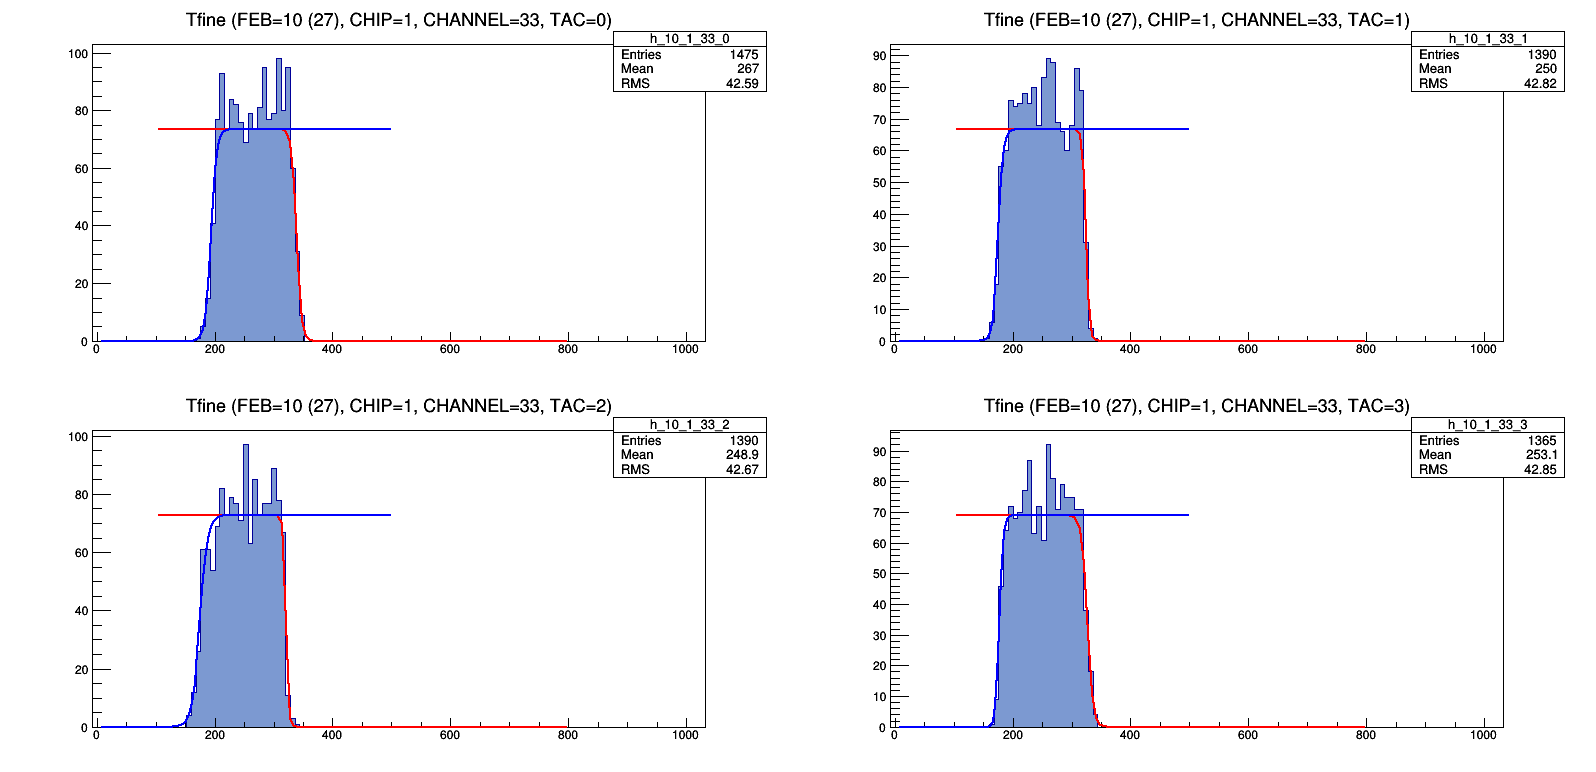 Tfine (FEB=10 (27), CHIP=1, CHANNEL=33, TAC=0)
h_10_1_33_0
Entries 1475
Mean 267
RMS 42.59
100
80
60
40
20
0
0 200 400 600 800 1000
Tfine (FEB=10 (27), CHIP=1, CHANNEL=33, TAC=1)
h_10_1_33_1
Entries 1390
Mean 250
RMS 42.82
90
80
70
60
50
40
30
20
10
0
0 200 400 600 800 1000
Tfine (FEB=10 (27), CHIP=1, CHANNEL=33, TAC=2)
h_10_1_33_2
Entries 1390
Mean 248.9
RMS 42.67
100
80
60
40
20
0
0 200 400 600 800 1000
Tfine (FEB=10 (27), CHIP=1, CHANNEL=33, TAC=3)
h_10_1_33_3
Entries 1365
Mean 253.1
RMS 42.85
90
80
70
60
50
40
30
20
10
0
0 200 400 600 800 1000